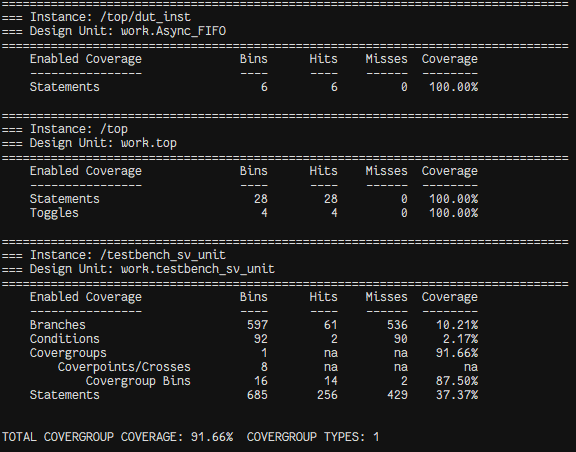 =================================================================================
=== Instance: /top/dut_inst
=== Design Unit: work.Async_FIFO
=================================================================================
    Enabled Coverage              Bins      Hits    Misses  Coverage
    ----------------              ----      ----    ------  --------
    Statements                       6         6         0   100.00%

=================================================================================
=== Instance: /top
=== Design Unit: work.top
=================================================================================
    Enabled Coverage              Bins      Hits    Misses  Coverage
    ----------------              ----      ----    ------  --------
    Statements                      28        28         0   100.00%
    Toggles                          4         4         0   100.00%

=================================================================================
=== Instance: /testbench_sv_unit
=== Design Unit: work.testbench_sv_unit
=================================================================================
    Enabled Coverage              Bins      Hits    Misses  Coverage
    ----------------              ----      ----    ------  --------
    Branches                       597        61       536    10.21%
    Conditions                      92         2        90     2.17%
    Covergroups                      1        na        na    91.66%
        Coverpoints/Crosses          8        na        na        na
            Covergroup Bins         16        14         2    87.50%
    Statements                     685       256       429    37.37%

TOTAL COVERGROUP COVERAGE: 91.66%  COVERGROUP TYPES: 1